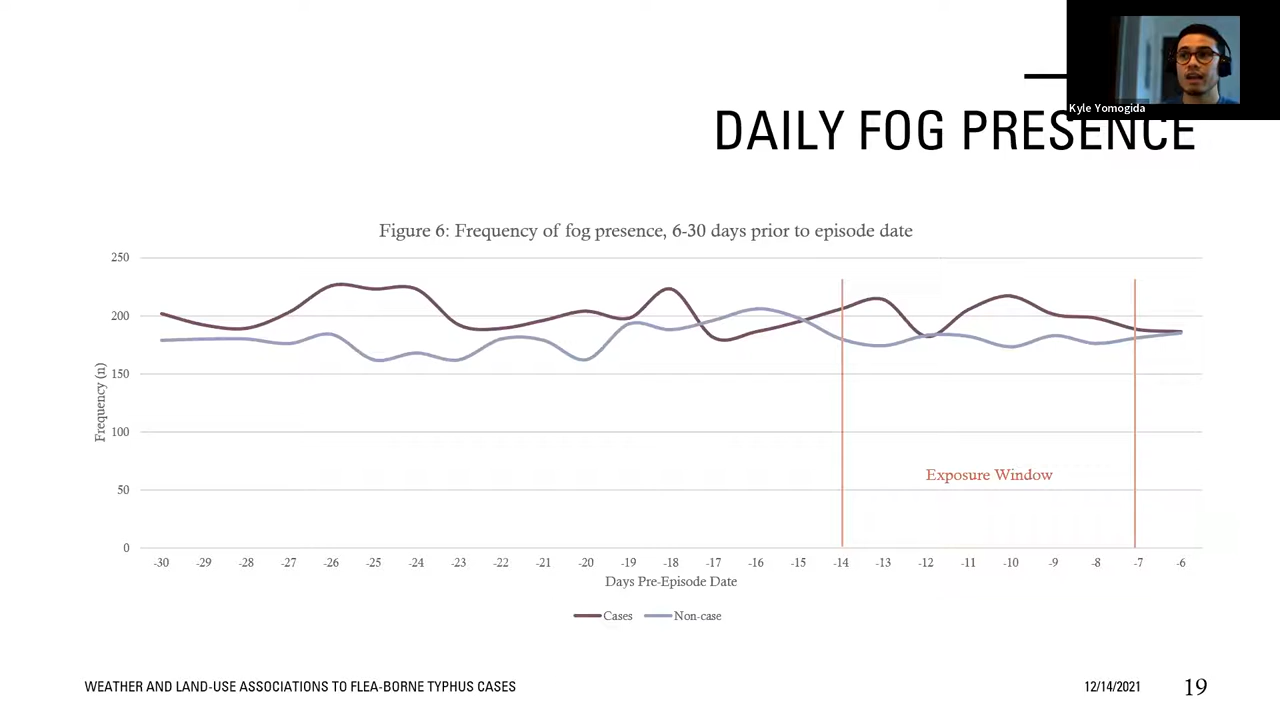 Kyle Yomogida
DAILY FOG PRESENCE
Figure 6: Frequency of fog presence, 6-30 days prior to episode date
250
200
150
100
50
0
Frequency (n)
Exposure Window
-30 -29 -28 -27 -26 -25 -24 -23 -22 -21 -20 -19 -18 -17 -16 -15 -14 -13 -12 -11 -10 -9 -8 -7 -6
Days Pre-Episode Date
Cases Non-case
WEATHER AND LAND-USE ASSOCIATIONS TO FLEA-BORNE TYPHUS CASES 12/14/2021 19